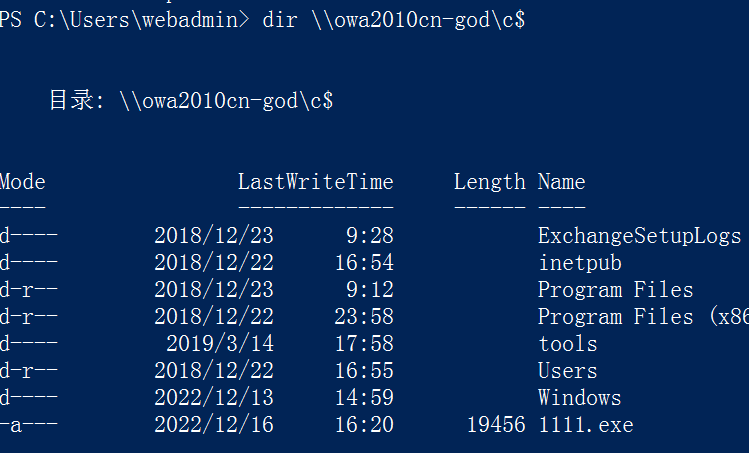 PS C:\Users\webadmin> dir \\owa2010cn-god\c$
目录: \\owa2010cn-god\c$
Mode LastWriteTime Length Name
---- ------------- ------ ----
d---- 2018/12/23 9:28 ExchangeSetupLogs
d---- 2018/12/22 16:54 inetpub
d-r-- 2018/12/23 9:12 Program Files
d-r-- 2018/12/22 23:58 Program Files (x86
d---- 2019/3/14 17:58 tools
d-r-- 2018/12/22 16:55 Users
d---- 2022/12/13 14:59 Windows
-a--- 2022/12/16 16:20 19456 1111.exe